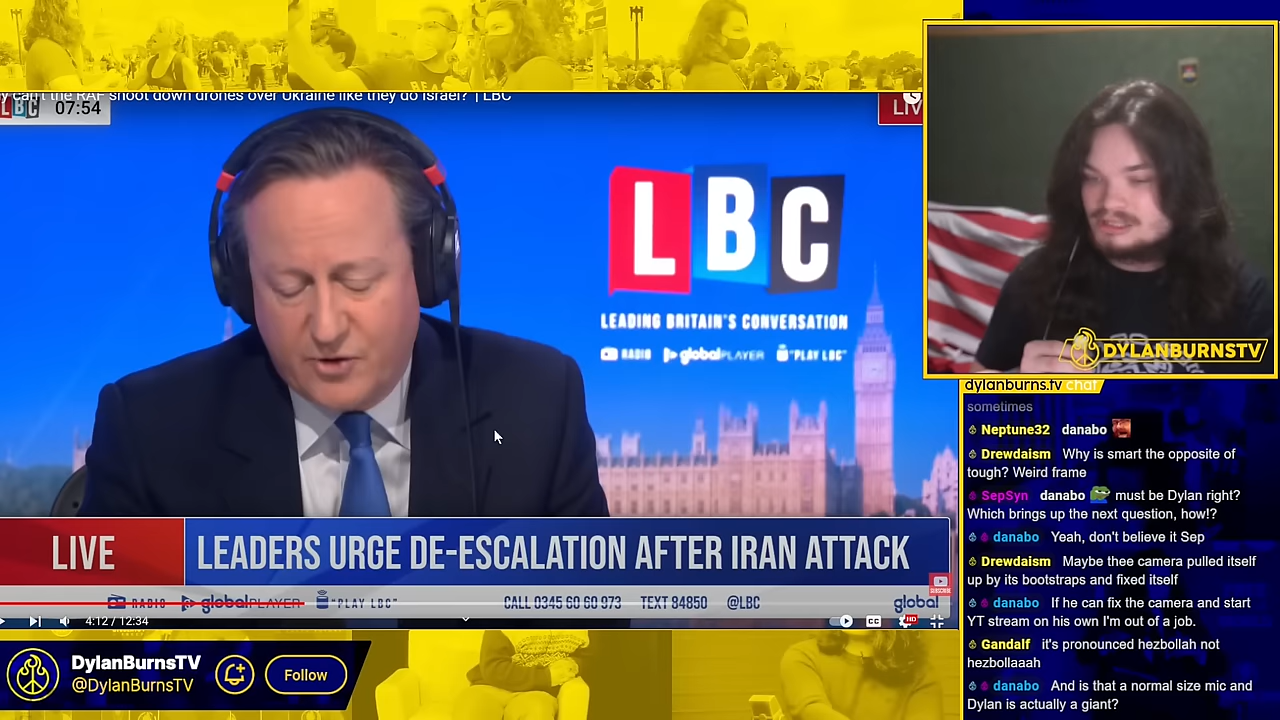 can't the RAF shoot down drones over Ukraine like they do Israel? | LBC
LBC 07:54
LIV
LBC
LEADING BRITAIN'S CONVERSATION
RADIO globalPLAYER "PLAY LBC"
LIVE
LEADERS URGE DE-ESCALATION AFTER IRAN ATTACK
SUBSCRIBE
RADIO globalPLAYER "PLAY LBC" CALL 0345 60 60 973 TEXT 84850 @LBC global
4:12 / 12:34
CC
HD
DylanBurnsTV
@DylanBurnsTV
Follow
DYLANBURNSTV
dylanburns.tv chat
sometimes
Neptune32 danabo
Drewdaism Why is smart the opposite of
tough? Weird frame
SepSyn danabo must be Dylan right?
Which brings up the next question, how!?
danabo Yeah, don't believe it Sep
Drewdaism Maybe thee camera pulled itself
up by its bootstraps and fixed itself
danabo If he can fix the camera and start
YT stream on his own I'm out of a job.
Gandalf it's pronounced hezbollah not
hezbollaaah
danabo And is that a normal size mic and
Dylan is actually a giant?